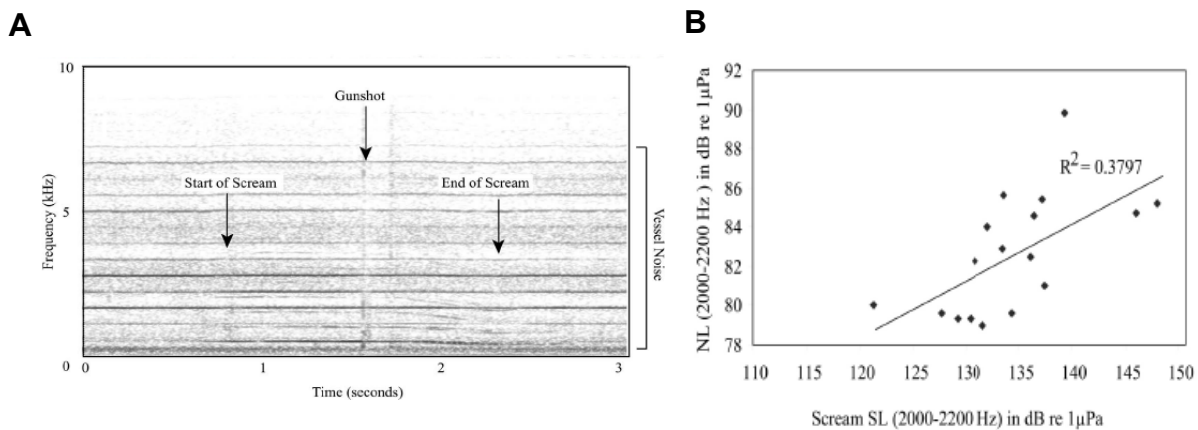 A
10
Gunshot
Start of Scream
End of Scream
Frequency (kHz)
5
Vessel Noise
0
0
1
2
3
Time (seconds)
B
NL (2000-2200 Hz ) in dB re 1µPa
92
90
88
86
84
82
80
78
R2 = 0.3797
110
115
120
125
130
135
140
145
150
Scream SL (2000-2200 Hz) in dB re 1µPa